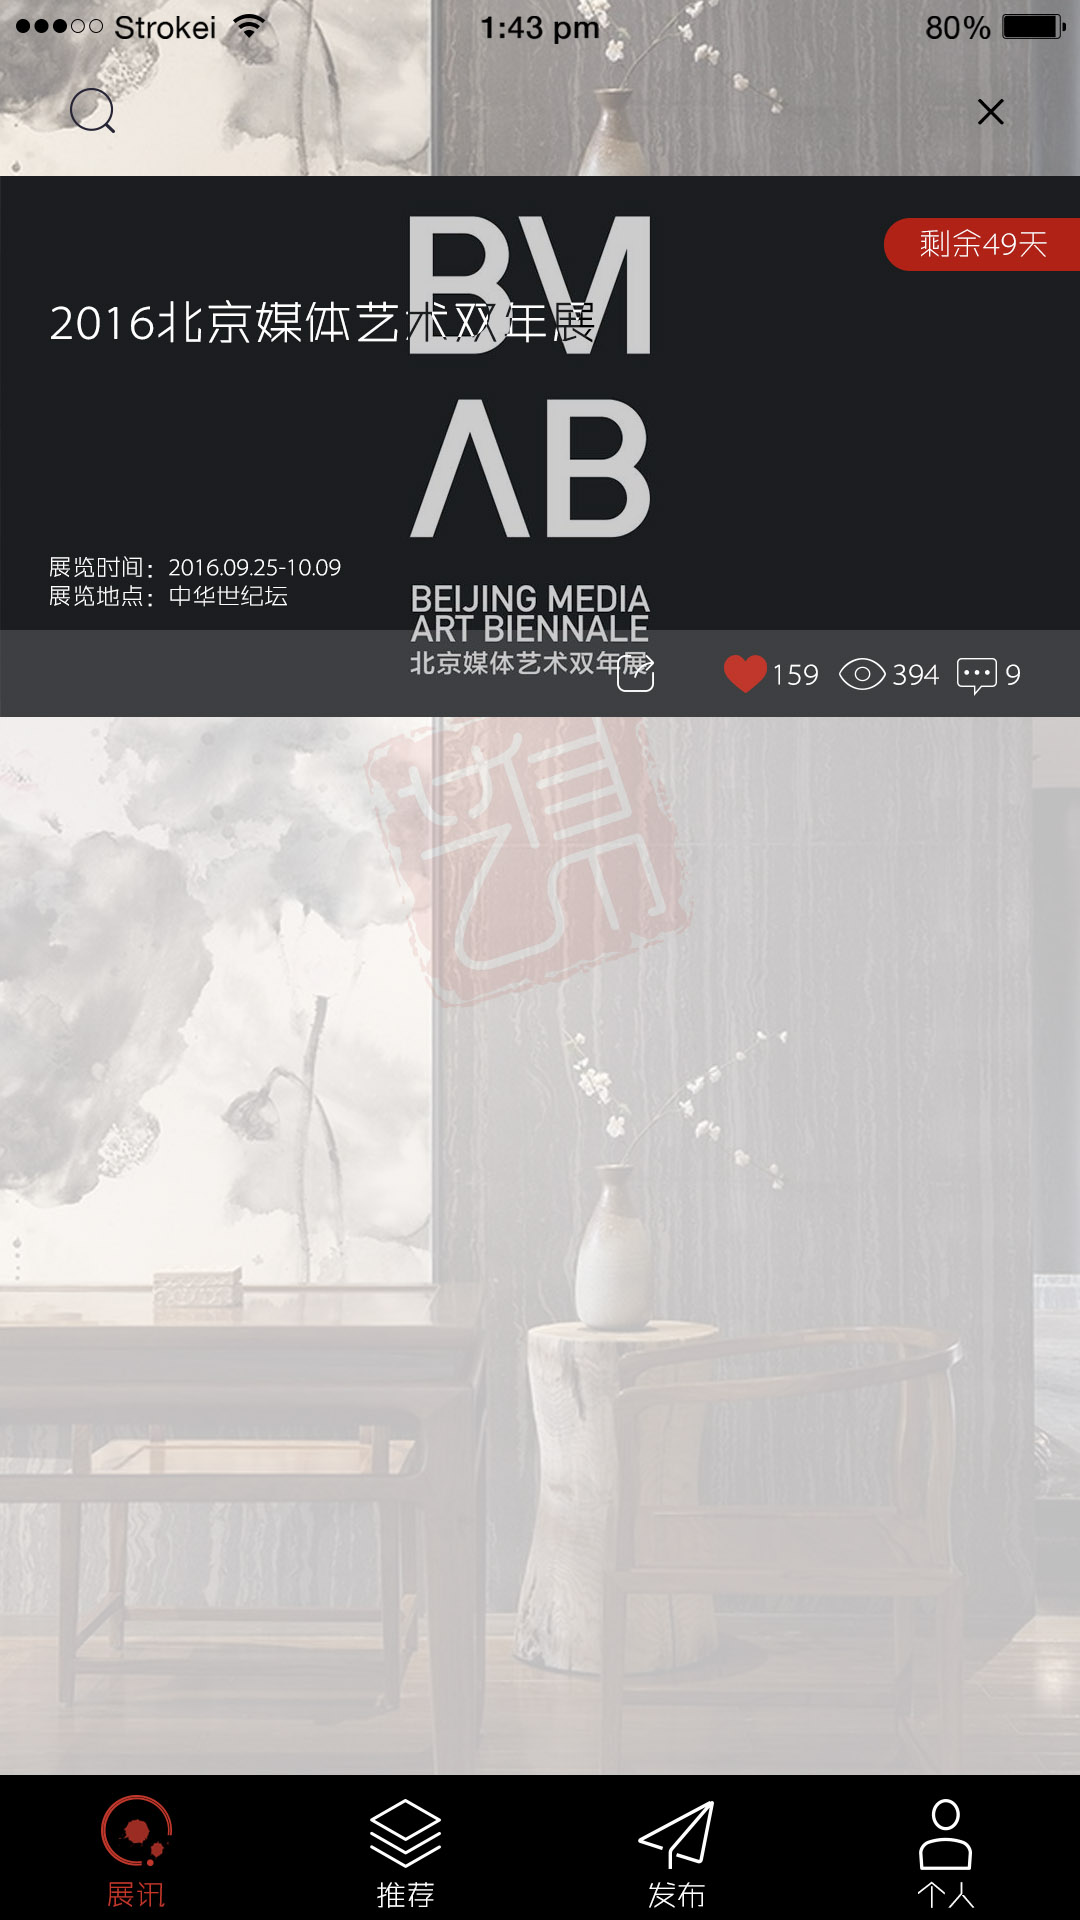 Strokei 1:43 pm 80%
BM
剩余49天
2016北京媒体艺术双年展
AB
展览时间：2016.09.25-10.09
展览地点：中华世纪坛
BEIJING MEDIA
ART BIENNALE
北京媒体艺术双年展
159 394 9
展讯 推荐 发布 个人